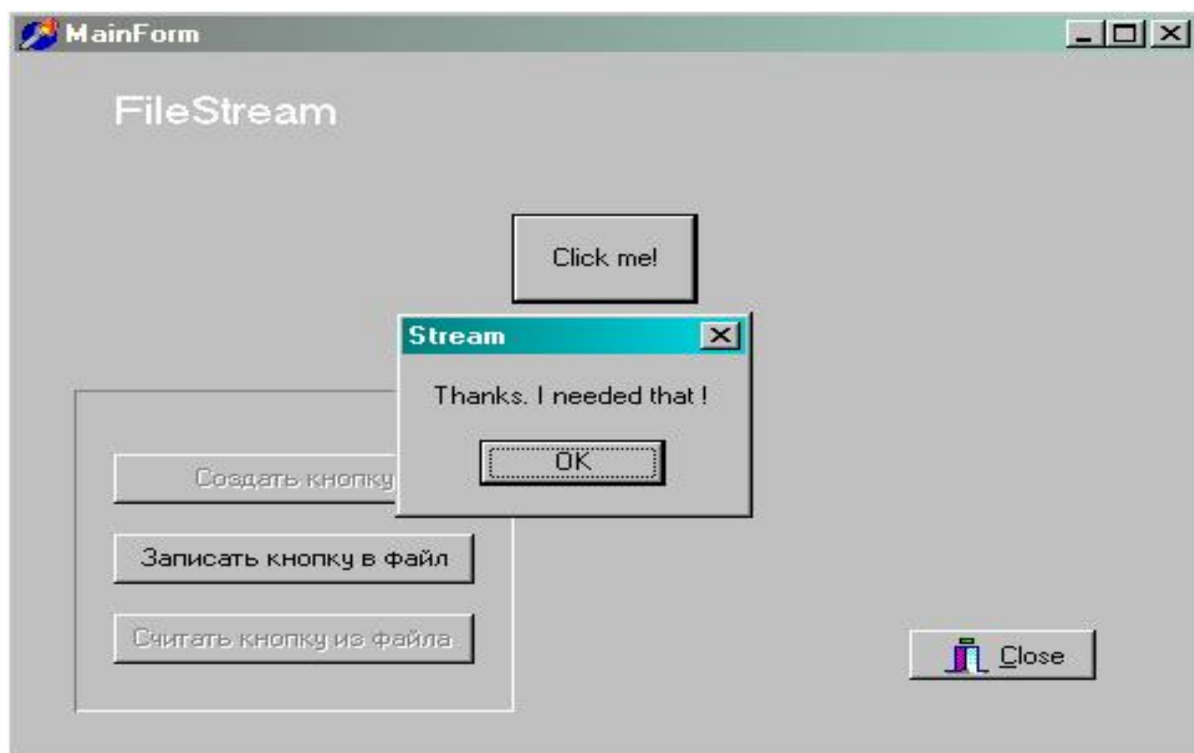 MainForm
FileStream
Click me!
Stream
Thanks. I needed that !
OK
Создать кнопку
Записать кнопку в файл
Считать кнопку из файла
Close